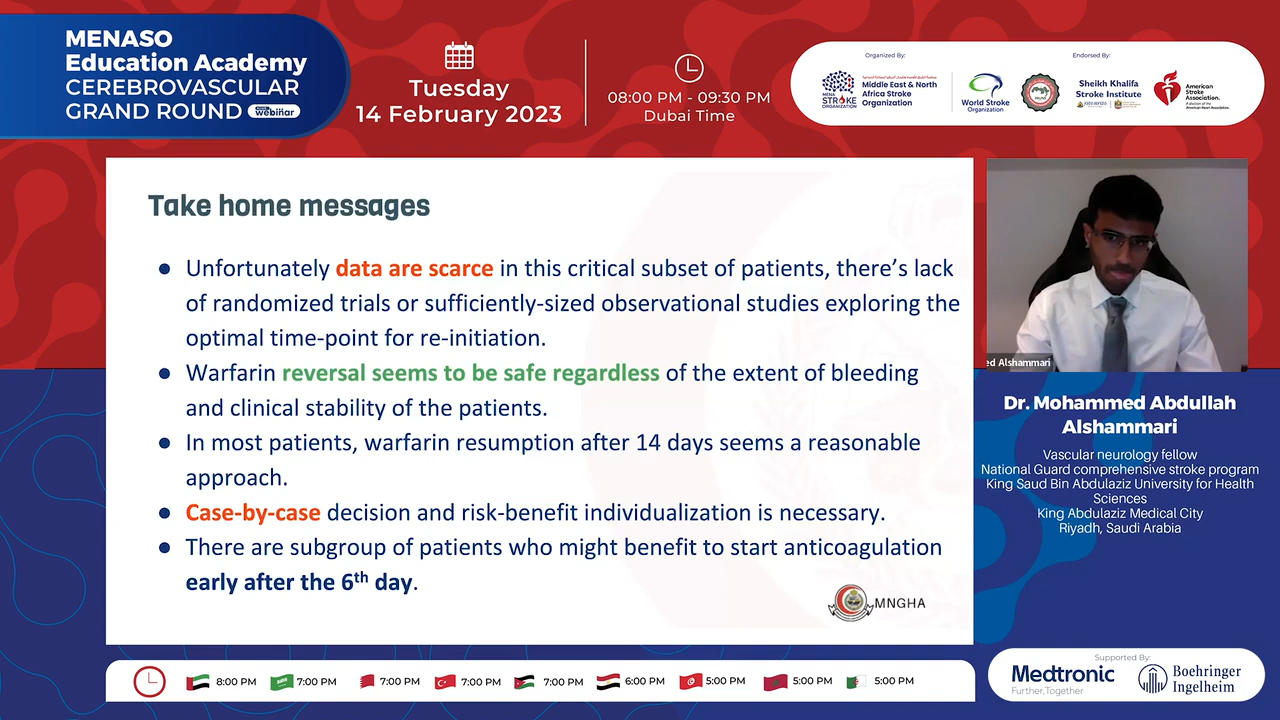 MENASO
Education Academy
CEREBROVASCULAR
GRAND ROUND webinar
Tuesday
14 February 2023
08:00 PM - 09:30 PM
Dubai Time
Organized By:
MENA
STROKE
ORGANIZATION
Middle East & North
Africa Stroke
Organization
Endorsed By:
World Stroke
Organization
Sheikh Khalifa
Stroke Institute
American
Stroke
Association.
Take home messages
● Unfortunately data are scarce in this critical subset of patients, there's lack
of randomized trials or sufficiently-sized observational studies exploring the
optimal time-point for re-initiation.
● Warfarin reversal seems to be safe regardless of the extent of bleeding
and clinical stability of the patients.
● In most patients, warfarin resumption after 14 days seems a reasonable
approach.
● Case-by-case decision and risk-benefit individualization is necessary.
● There are subgroup of patients who might benefit to start anticoagulation
early after the 6th day.
MNGHA
ed Alshammari
Dr. Mohammed Abdullah
Alshammari
Vascular neurology fellow
National Guard comprehensive stroke program
King Saud Bin Abdulaziz University for Health
Sciences
King Abdulaziz Medical City
Riyadh, Saudi Arabia
8:00 PM 7:00 PM 7:00 PM 7:00 PM 7:00 PM 6:00 PM 5:00 PM 5:00 PM 5:00 PM
Supported By:
Medtronic
Further,Together
Boehringer
Ingelheim